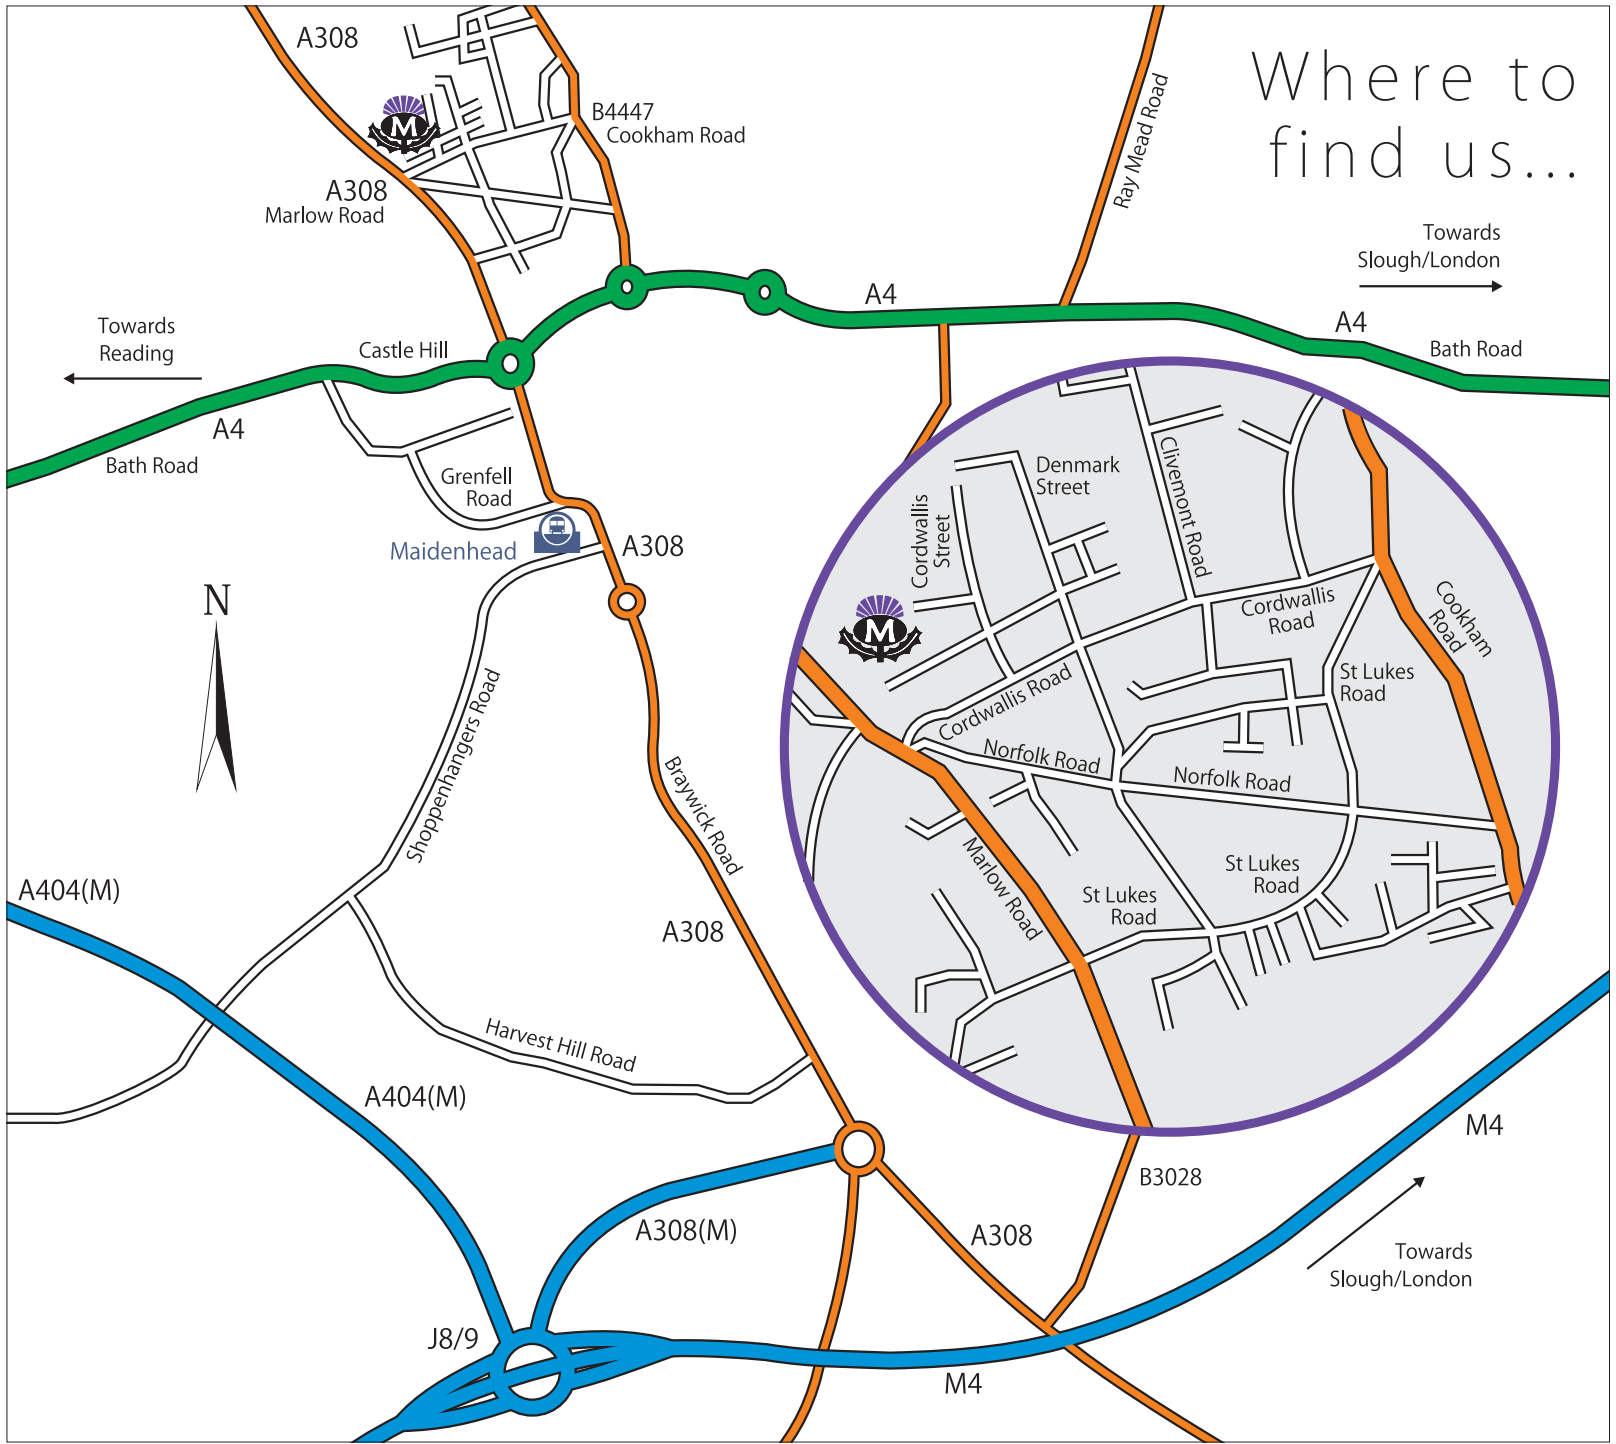 Where to
find us...
A308
M
B4447
Cookham Road
A308
Marlow Road
Ray Mead Road
Towards
Slough/London
A4
A4
Bath Road
Towards
Reading
Castle Hill
A4
Bath Road
Grenfell
Road
Maidenhead
A308
N
Shoppenhangers Road
Braywick Road
A308
A404(M)
A404(M)
Harvest Hill Road
A308(M)
A308
B3028
M4
Towards
Slough/London
J8/9
M4
Denmark
Street
Cordwallis
Street
Clivemont Road
M
Cordwallis
Road
Cookham
Road
St Lukes
Road
Cordwallis Road
Norfolk Road
Norfolk Road
Marlow Road
St Lukes
Road
St Lukes
Road